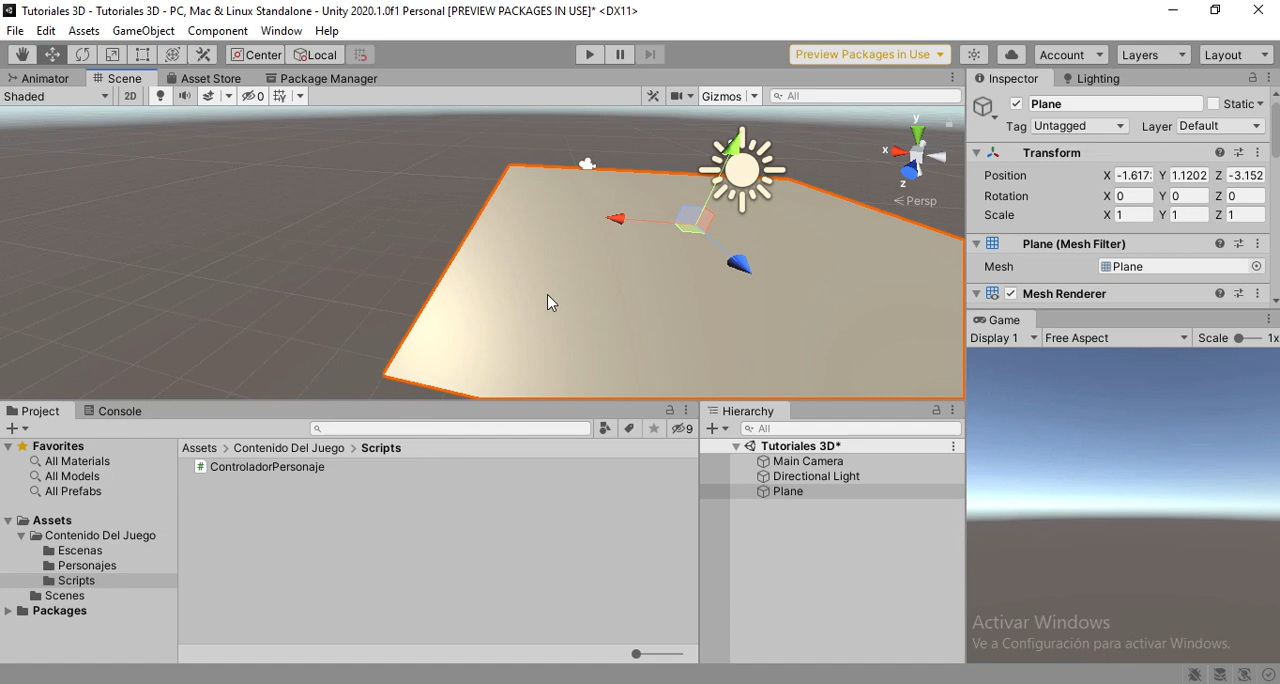 Tutoriales 3D - Tutoriales 3D - PC, Mac & Linux Standalone - Unity 2020.1.0f1 Personal [PREVIEW PACKAGES IN USE]* <DX11>
File Edit Assets GameObject Component Window Help
Center Local Preview Packages in Use Account Layers Layout
Animator Scene Asset Store Package Manager
Shaded 2D 0 Gizmos All
y
x
z
Persp
Inspector Lighting
Plane Static
Tag Untagged Layer Default
Transform
Position X -1.617 Y 1.1202 Z -3.152
Rotation X 0 Y 0 Z 0
Scale X 1 Y 1 Z 1
Plane (Mesh Filter)
Mesh Plane
Mesh Renderer
Game
Display 1 Free Aspect Scale 1x
Project Console
9
Favorites
All Materials
All Models
All Prefabs
Assets
Contenido Del Juego
Escenas
Personajes
Scripts
Scenes
Packages
Assets > Contenido Del Juego > Scripts
# ControladorPersonaje
Hierarchy
All
Tutoriales 3D*
Main Camera
Directional Light
Plane
Activar Windows
Ve a Configuración para activar Windows.